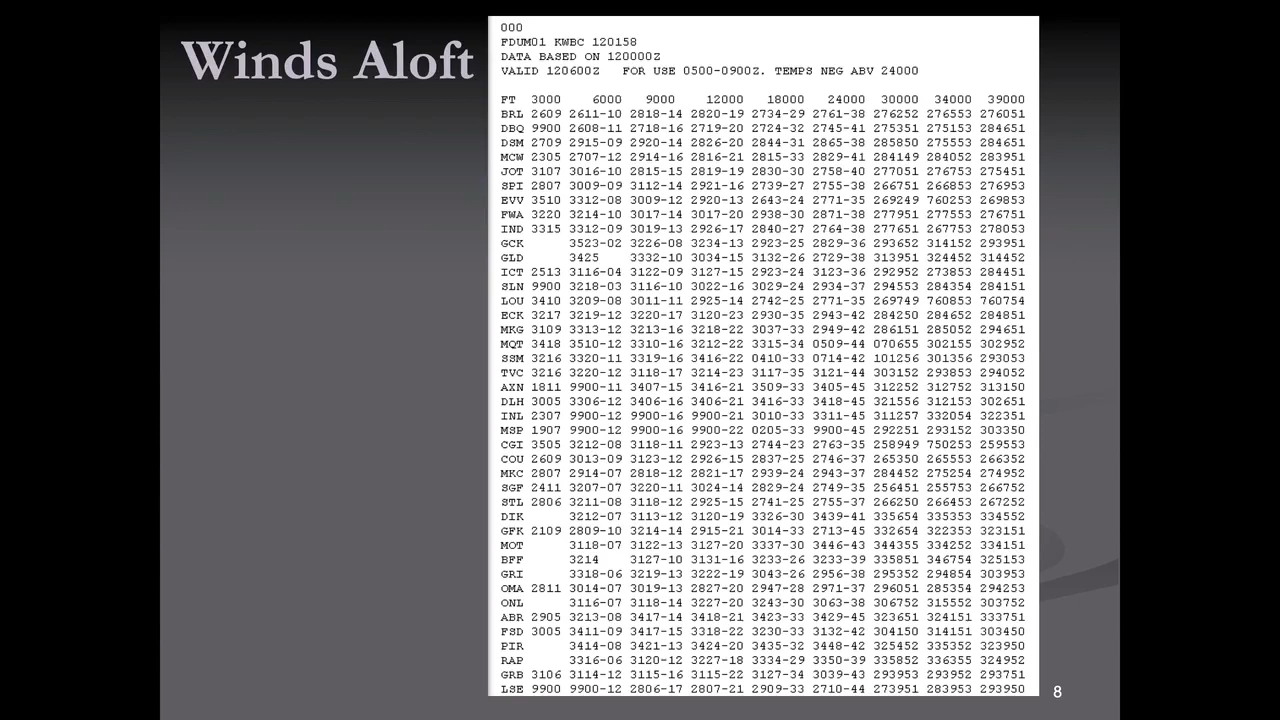 Winds Aloft
000
FDUM01 KWBC 120158
DATA BASED ON 120000Z
VALID 120600Z   FOR USE 0500-0900Z. TEMPS NEG ABV 24000
FT  3000    6000    9000   12000   18000   24000  30000  34000  39000
BRL 2609 2611-10 2818-14 2820-19 2734-29 2761-38 276252 276553 276051
DBQ 9900 2608-11 2718-16 2719-20 2724-32 2745-41 275351 275153 284651
DSM 2709 2915-09 2920-14 2826-20 2844-31 2865-38 285850 275553 284651
MCW 2305 2707-12 2914-16 2816-21 2815-33 2829-41 284149 284052 283951
JOT 3107 3016-10 2815-15 2819-19 2830-30 2758-40 277051 276753 275451
SPI 2807 3009-09 3112-14 2921-16 2739-27 2755-38 266751 266853 276953
EVV 3510 3312-08 3009-12 2920-13 2643-24 2771-35 269249 760253 269853
FWA 3220 3214-10 3017-14 3017-20 2938-30 2871-38 277951 277553 276751
IND 3315 3312-09 3019-13 2926-17 2840-27 2764-38 277651 267753 278053
GCK      3523-02 3226-08 3234-13 2923-25 2829-36 293652 314152 293951
GLD      3425    3332-10 3034-15 3132-26 2729-38 313951 324452 314452
ICT 2513 3116-04 3122-09 3127-15 2923-24 3123-36 292952 273853 284451
SLN 9900 3218-03 3116-10 3022-16 3029-24 2934-37 294553 284354 284151
LOU 3410 3209-08 3011-11 2925-14 2742-25 2771-35 269749 760853 760754
ECK 3217 3219-12 3220-17 3120-23 2930-35 2943-42 284250 284652 284851
MKG 3109 3313-12 3213-16 3218-22 3037-33 2949-42 286151 285052 294651
MQT 3418 3510-12 3310-16 3212-22 3315-34 0509-44 070655 302155 302952
SSM 3216 3320-11 3319-16 3416-22 0410-33 0714-42 101256 301356 293053
TVC 3216 3220-12 3118-17 3214-23 3117-35 3121-44 303152 293853 294052
AXN 1811 9900-11 3407-15 3416-21 3509-33 3405-45 312252 312752 313150
DLH 3005 3306-12 3406-16 3406-21 3416-33 3418-45 321556 312153 302651
INL 2307 9900-12 9900-16 9900-21 3010-33 3311-45 311257 332054 322351
MSP 1907 9900-12 9900-16 9900-22 0205-33 9900-45 292251 293152 303350
CGI 3505 3212-08 3118-11 2923-13 2744-23 2763-35 258949 750253 259553
COU 2609 3013-09 3123-12 2926-15 2837-25 2746-37 265350 265553 266352
MKC 2807 2914-07 2818-12 2821-17 2939-24 2943-37 284452 275254 274952
SGF 2411 3207-07 3220-11 3024-14 2829-24 2749-35 256451 255753 266752
STL 2806 3211-08 3118-12 2925-15 2741-25 2755-37 266250 266453 267252
DIK      3212-07 3113-12 3120-19 3326-30 3439-41 335654 335353 334552
GFK 2109 2809-10 3214-14 2915-21 3014-33 2713-45 332654 322353 323151
MOT      3118-07 3122-13 3127-20 3337-30 3446-43 344355 334252 334151
BFF      3214    3127-10 3131-16 3233-26 3233-39 335851 346754 325153
GRI      3318-06 3219-13 3222-19 3043-26 2956-38 295352 294854 303953
OMA 2811 3014-07 3019-13 2827-20 2947-28 2971-37 296051 285354 294253
ONL      3116-07 3118-14 3227-20 3243-30 3063-38 306752 315552 303752
ABR 2905 3213-08 3417-14 3418-21 3423-33 3429-45 323651 324151 333751
FSD 3005 3411-09 3417-15 3318-22 3230-33 3132-42 304150 314151 303450
PIR      3414-08 3421-13 3424-20 3435-32 3448-42 325452 335352 323950
RAP      3316-06 3120-12 3227-18 3334-29 3350-39 335852 336355 324952
GRB 3106 3114-12 3115-16 3115-22 3127-34 3039-43 293953 293952 293951
LSE 9900 9900-12 2806-17 2807-21 2909-33 2710-44 273951 283953 293950
8